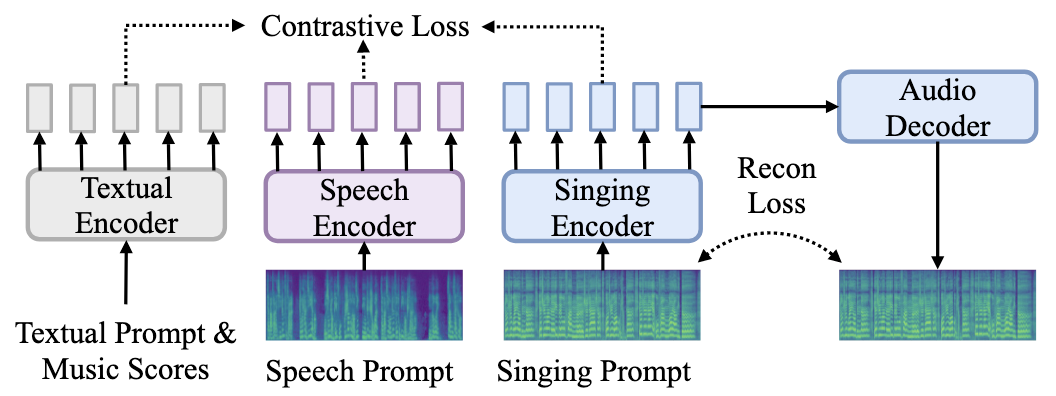 Contrastive Loss
Textual
Encoder
Speech
Encoder
Singing
Encoder
Audio
Decoder
Recon
Loss
Textual Prompt &
Music Scores
Speech Prompt
Singing Prompt